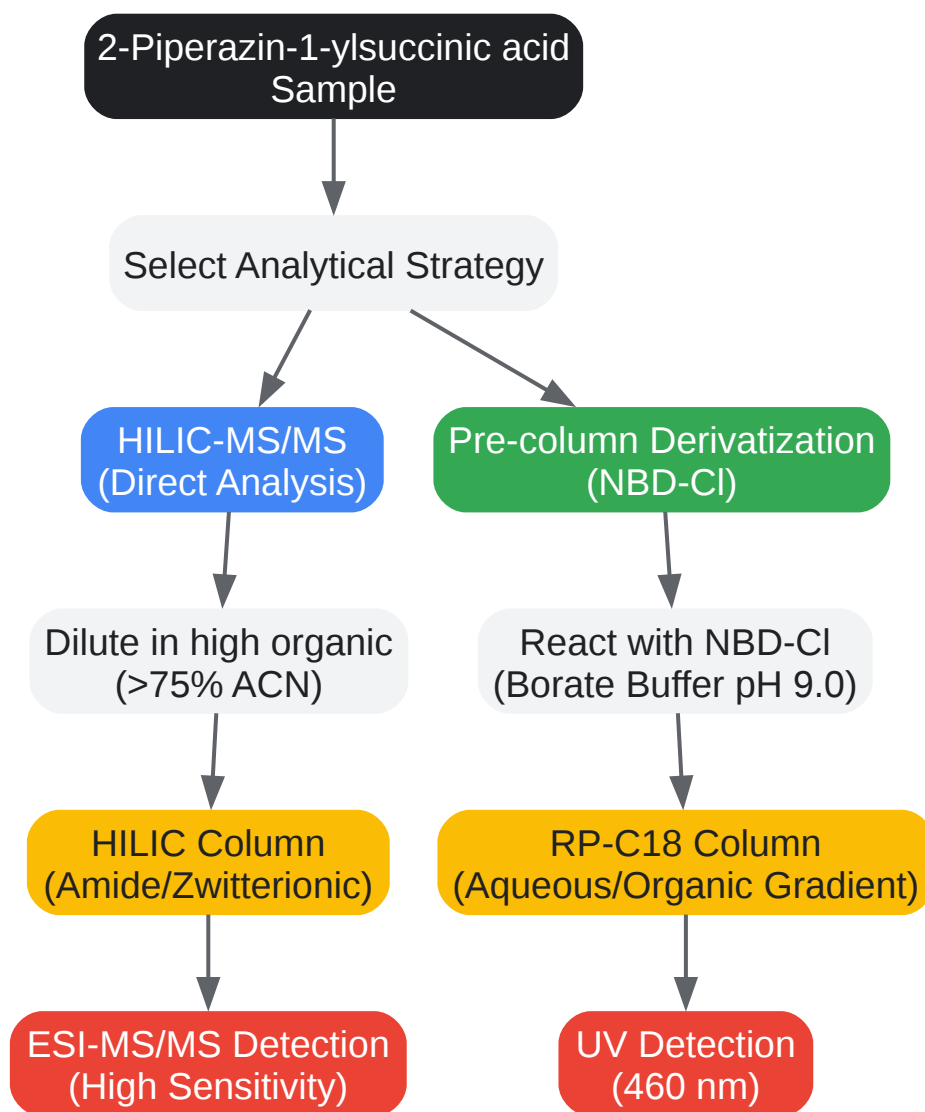 2-Piperazin-1-ylsuccinic acid
Sample
Select Analytical Strategy
HILIC-MS/MS
(Direct Analysis)
Pre-column Derivatization
(NBD-Cl)
Dilute in high organic
(>75% ACN)
React with NBD-Cl
(Borate Buffer pH 9.0)
HILIC Column
(Amide/Zwitterionic)
RP-C18 Column
(Aqueous/Organic Gradient)
ESI-MS/MS Detection
(High Sensitivity)
UV Detection
(460 nm)